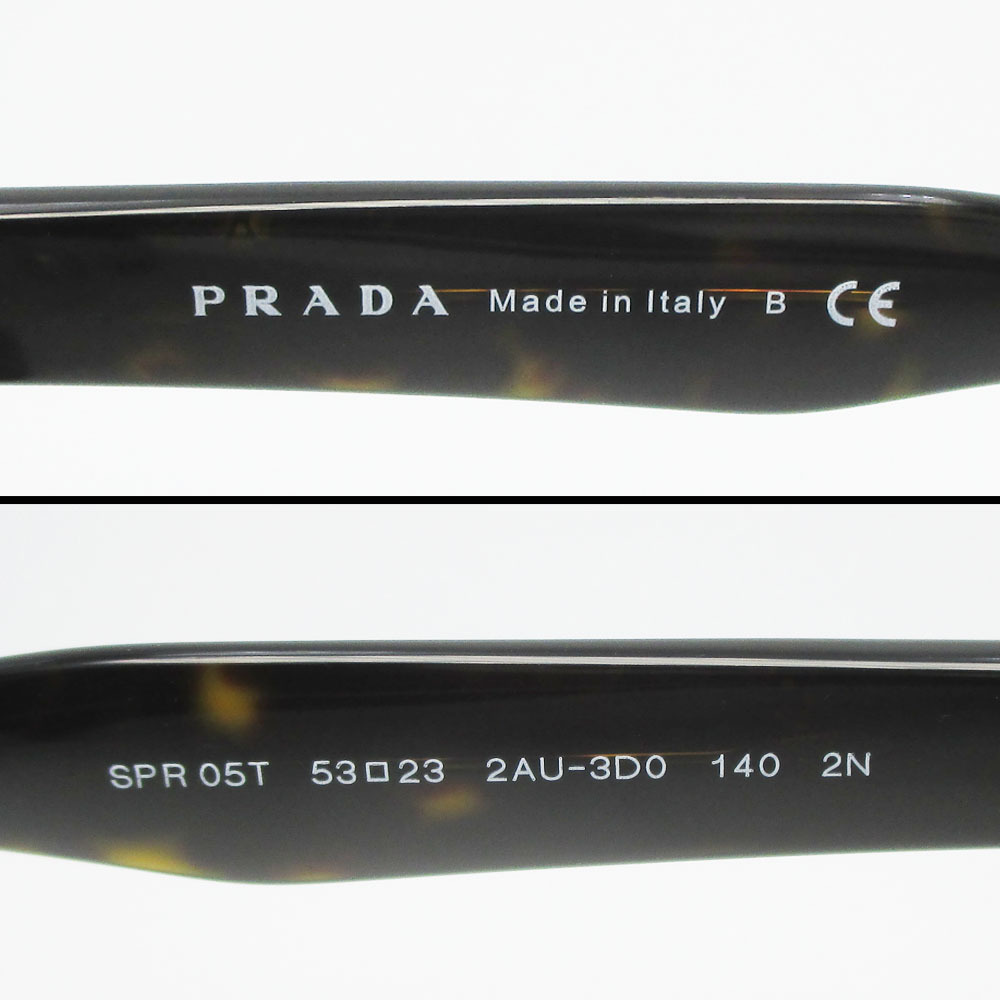 PRADA Made in Italy B CE
SPR 05T 53□23 2AU-3D0 140 2N